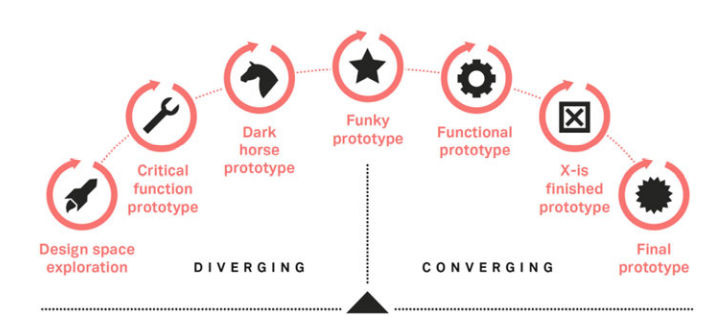 Design space
exploration
Critical
function
prototype
Dark
horse
prototype
Funky
prototype
Functional
prototype
X-is
finished
prototype
Final
prototype
DIVERGING
CONVERGING